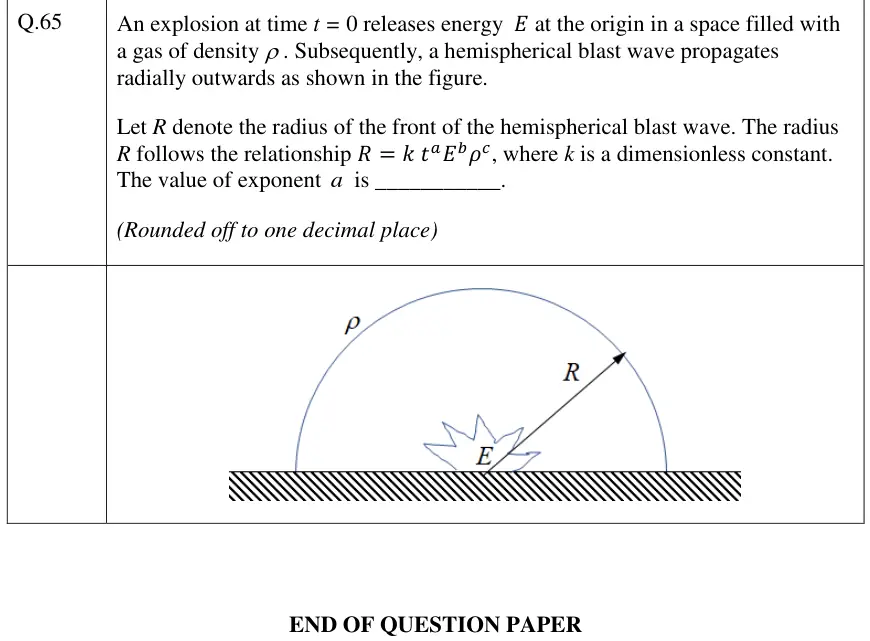 Q.65
An explosion at time t = 0 releases energy E at the origin in a space filled with
a gas of density ρ. Subsequently, a hemispherical blast wave propagates
radially outwards as shown in the figure.
Let R denote the radius of the front of the hemispherical blast wave. The radius
R follows the relationship R = k t^a E^b ρ^c, where k is a dimensionless constant.
The value of exponent a is ____________.
(Rounded off to one decimal place)
ρ
R
E
END OF QUESTION PAPER